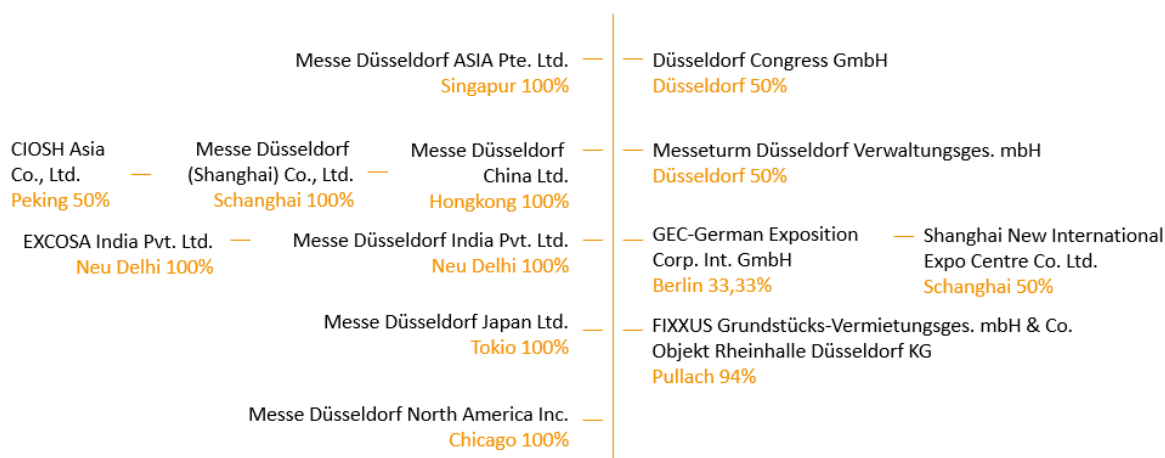 Messe Düsseldorf ASIA Pte. Ltd.
Singapur 100%
Düsseldorf Congress GmbH
Düsseldorf 50%
CIOSH Asia
Co., Ltd.
Peking 50%
Messe Düsseldorf
(Shanghai) Co., Ltd.
Schanghai 100%
Messe Düsseldorf
China Ltd.
Hongkong 100%
Messeturm Düsseldorf Verwaltungsges. mbH
Düsseldorf 50%
EXCOSA India Pvt. Ltd.
Neu Delhi 100%
Messe Düsseldorf India Pvt. Ltd.
Neu Delhi 100%
GEC-German Exposition
Corp. Int. GmbH
Berlin 33,33%
Shanghai New International
Expo Centre Co. Ltd.
Schanghai 50%
Messe Düsseldorf Japan Ltd.
Tokio 100%
FIXXUS Grundstücks-Vermietungsges. mbH & Co.
Objekt Rheinhalle Düsseldorf KG
Pullach 94%
Messe Düsseldorf North America Inc.
Chicago 100%